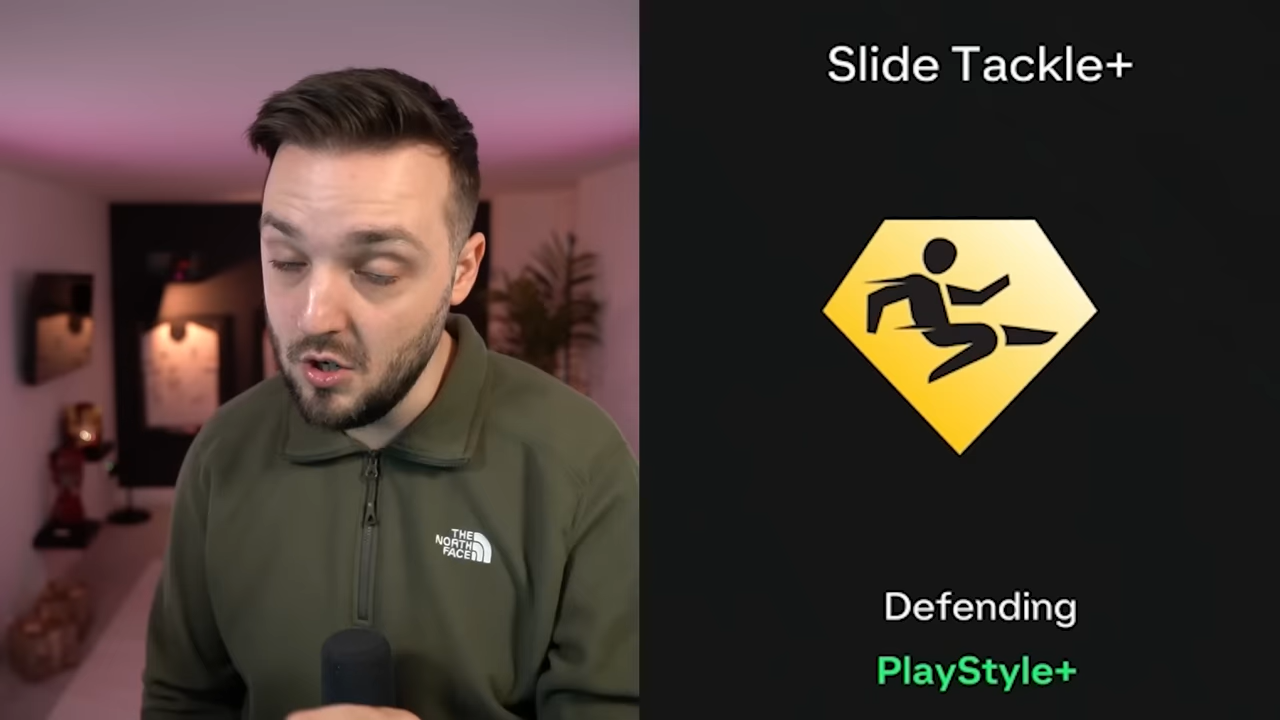 Slide Tackle+
THE
NORTH
FACE
Defending
PlayStyle+